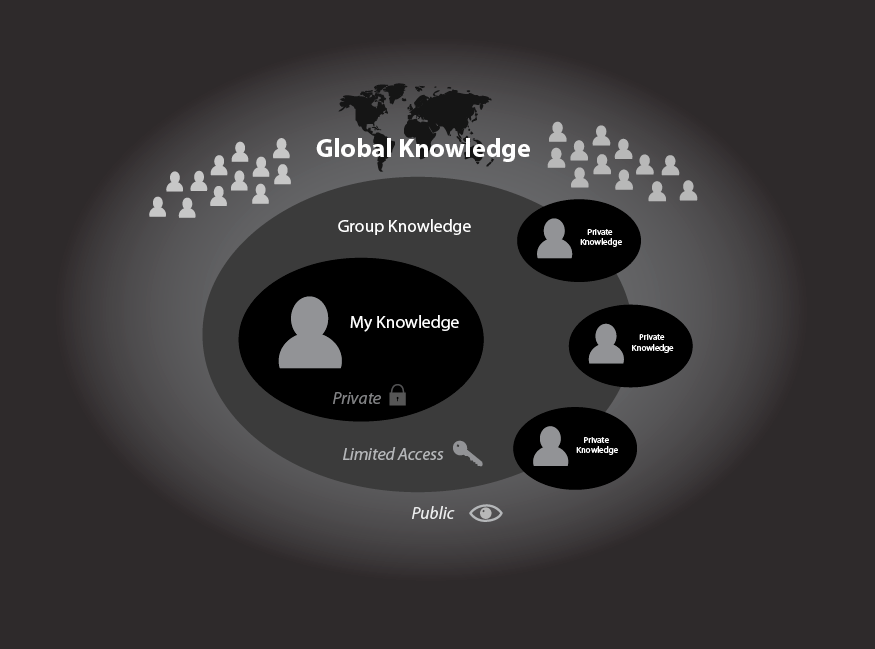 Global Knowledge
Group Knowledge
Private
Knowledge
My Knowledge
Private
Knowledge
Private
Limited Access
Private
Knowledge
Public